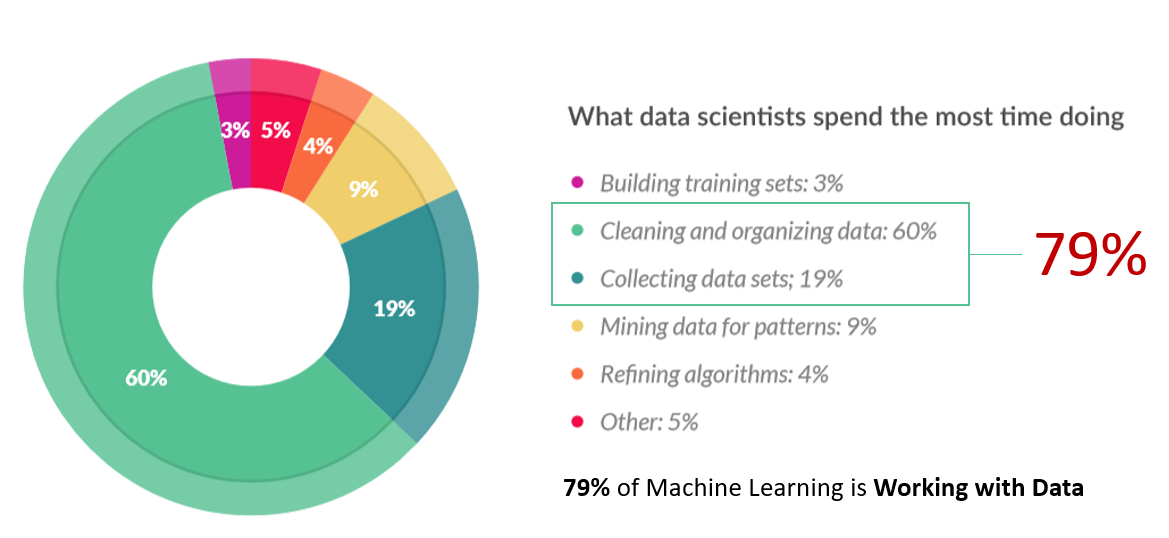 3%
5%
4%
9%
19%
60%
What data scientists spend the most time doing
Building training sets: 3%
Cleaning and organizing data: 60%
Collecting data sets; 19%
79%
Mining data for patterns: 9%
Refining algorithms: 4%
Other: 5%
79% of Machine Learning is Working with Data